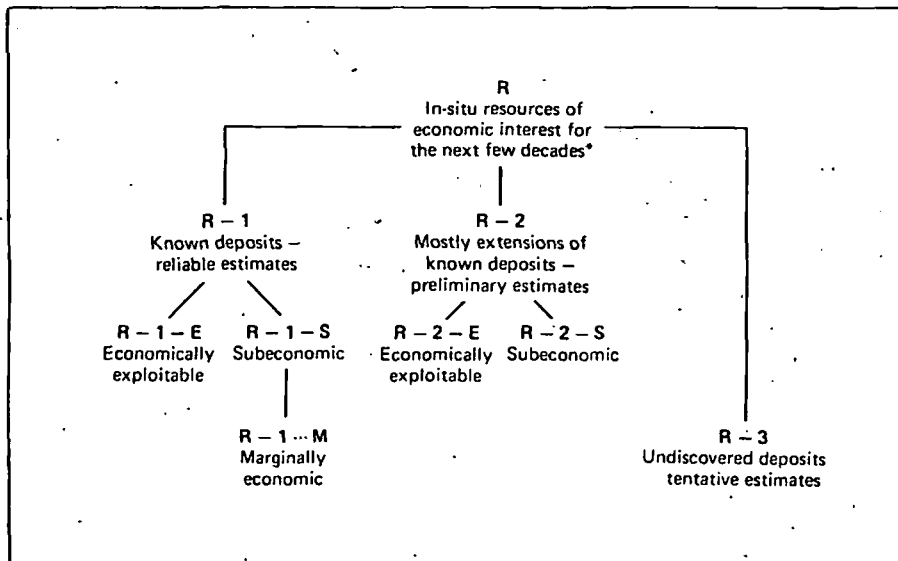 R
In-situ resources of
economic interest for
the next few decades*
R – 1
Known deposits –
reliable estimates
R – 2
Mostly extensions of
known deposits –
preliminary estimates
R – 1 – E
Economically
exploitable
R – 1 – S
Subeconomic
R – 2 – E
Economically
exploitable
R – 2 – S
Subeconomic
R – 1 ··· M
Marginally
economic
R – 3
Undiscovered deposits
tentative estimates